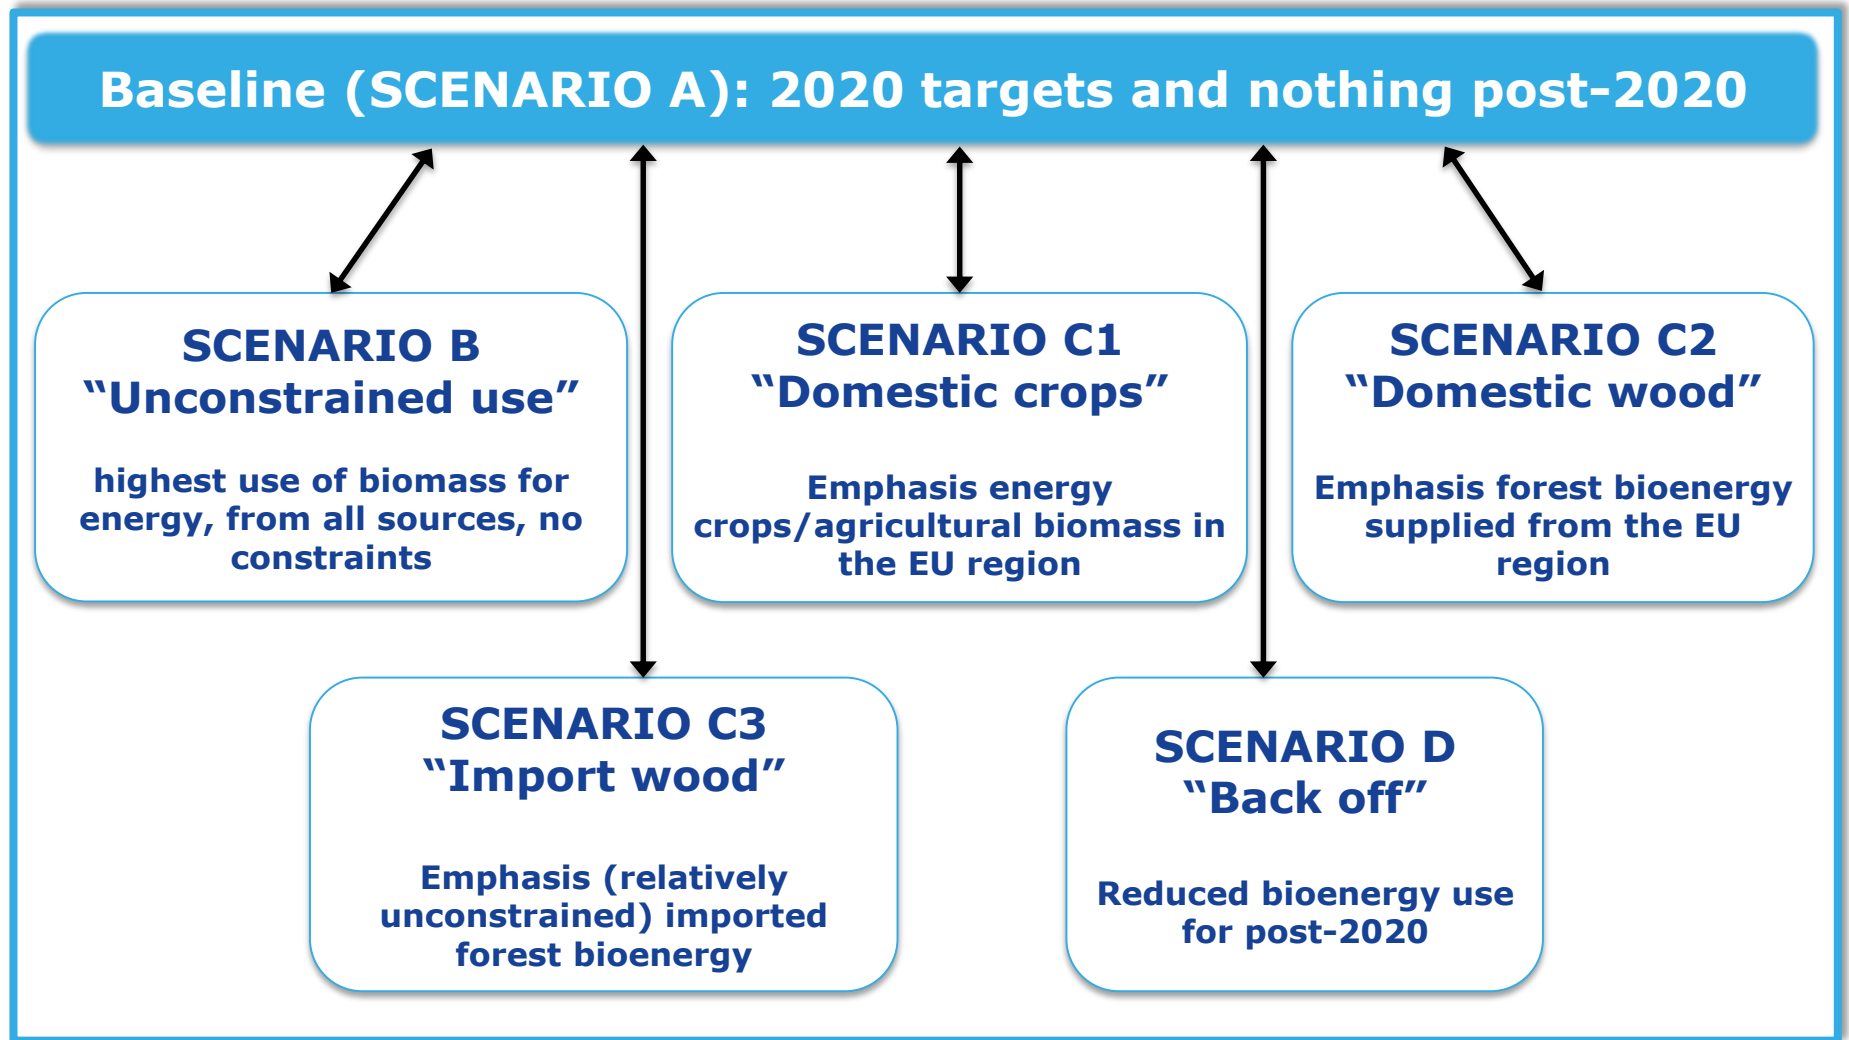 Baseline (SCENARIO A): 2020 targets and nothing post-2020
SCENARIO B
“Unconstrained use”
highest use of biomass for
energy, from all sources, no
constraints
SCENARIO C1
“Domestic crops”
Emphasis energy
crops/agricultural biomass in
the EU region
SCENARIO C2
“Domestic wood”
Emphasis forest bioenergy
supplied from the EU
region
SCENARIO C3
“Import wood”
Emphasis (relatively
unconstrained) imported
forest bioenergy
SCENARIO D
“Back off”
Reduced bioenergy use
for post-2020